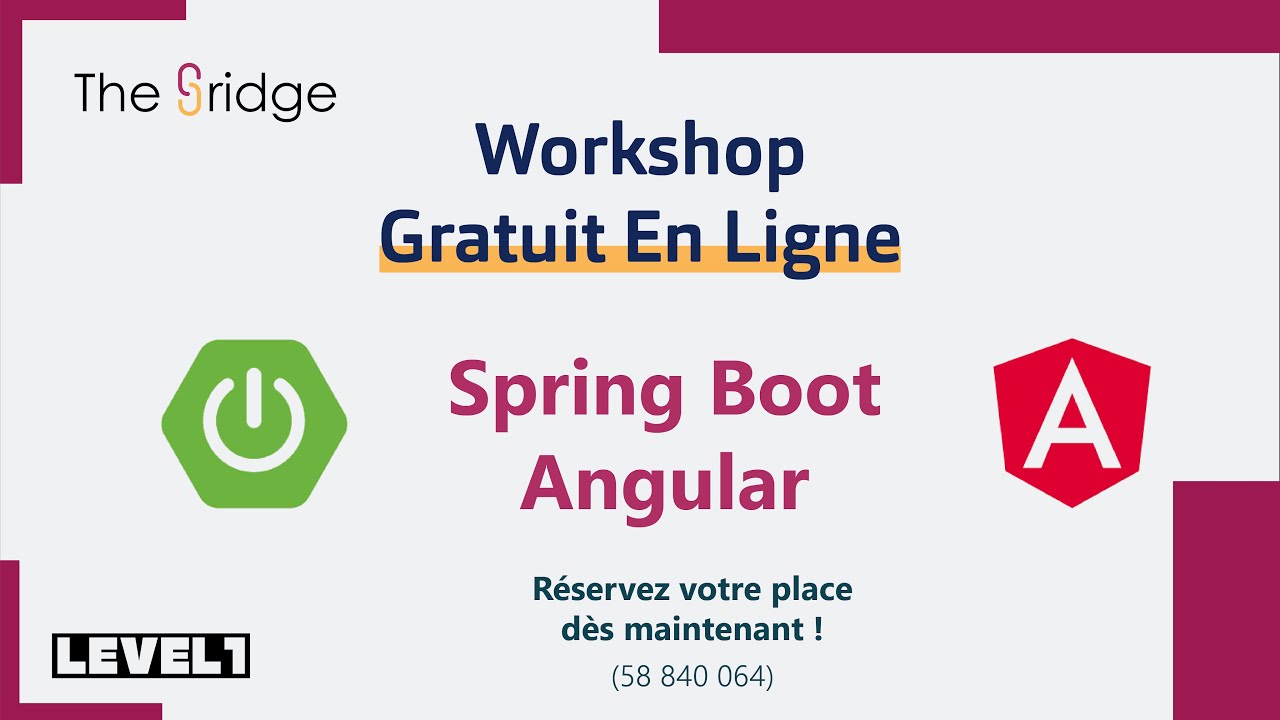 The Bridge
Workshop
Gratuit En Ligne
Spring Boot
Angular
Réservez votre place
dès maintenant !
(58 840 064)
LEVEL1